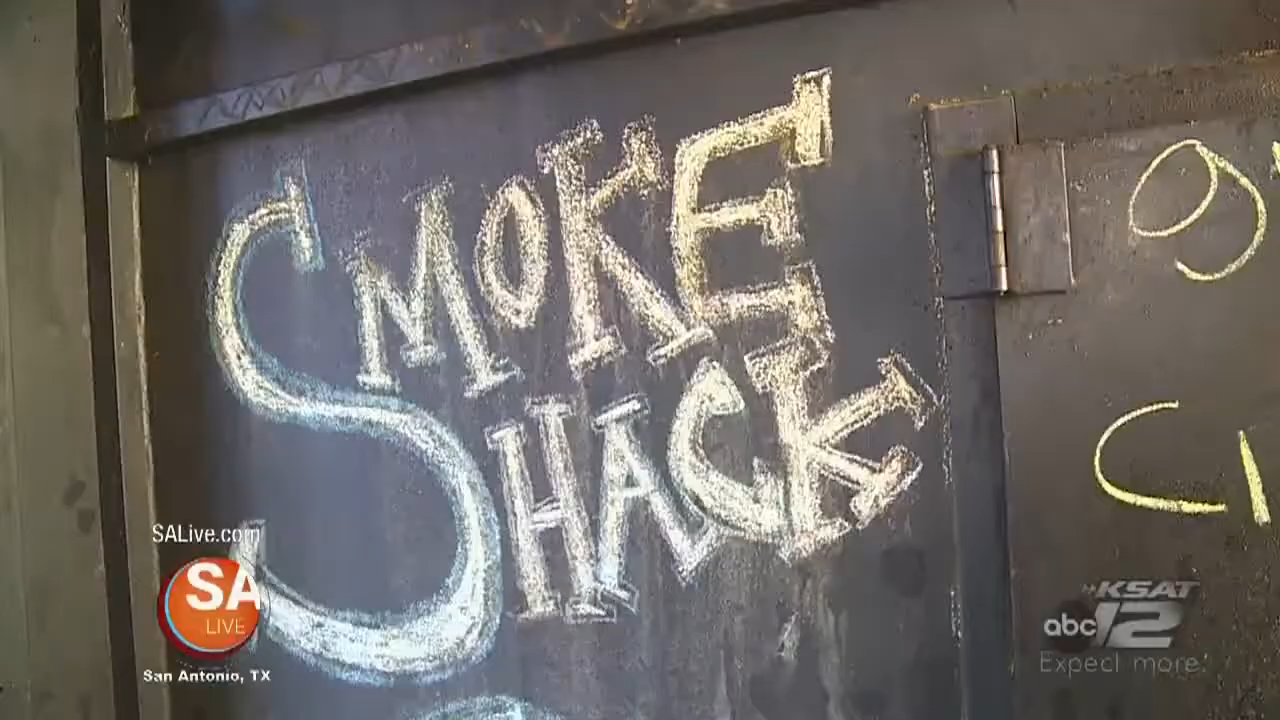 SMOKE
SHACK
SALive.com
SA
LIVE
San Antonio, TX
KSAT
abc 12
Expect more.